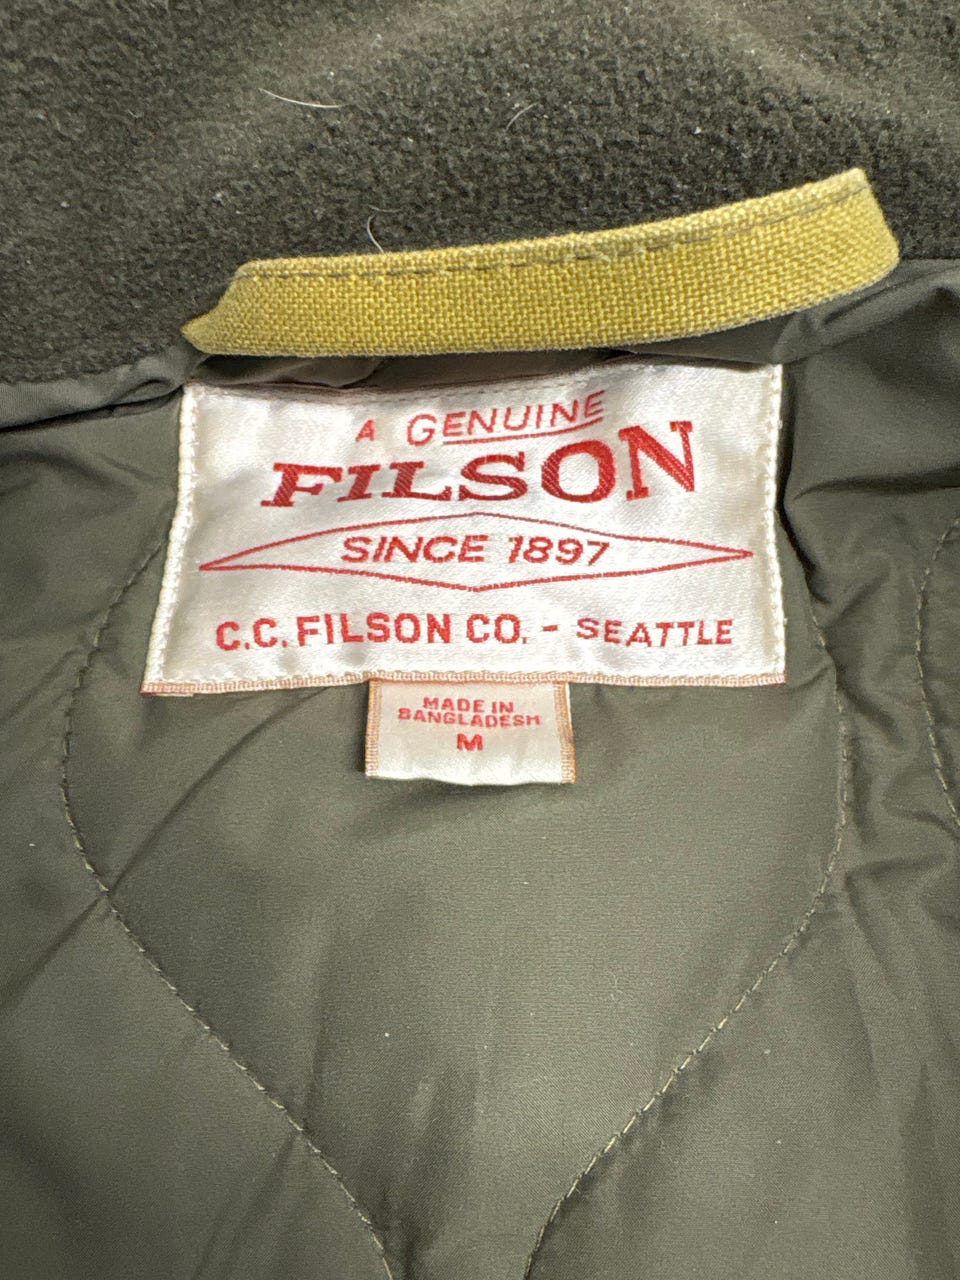 A GENUINE
FILSON
SINCE 1897
C.C. FILSON CO. - SEATTLE
MADE IN
BANGLADESH
M